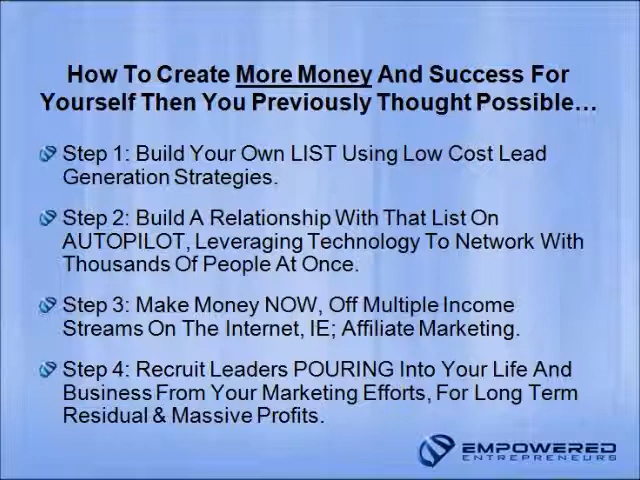 How To Create More Money And Success For
Yourself Then You Previously Thought Possible…
Step 1: Build Your Own LIST Using Low Cost Lead
Generation Strategies.
Step 2: Build A Relationship With That List On
AUTOPILOT, Leveraging Technology To Network With
Thousands Of People At Once.
Step 3: Make Money NOW, Off Multiple Income
Streams On The Internet, IE; Affiliate Marketing.
Step 4: Recruit Leaders POURING Into Your Life And
Business From Your Marketing Efforts, For Long Term
Residual & Massive Profits.
EMPOWERED
ENTREPRENEURS